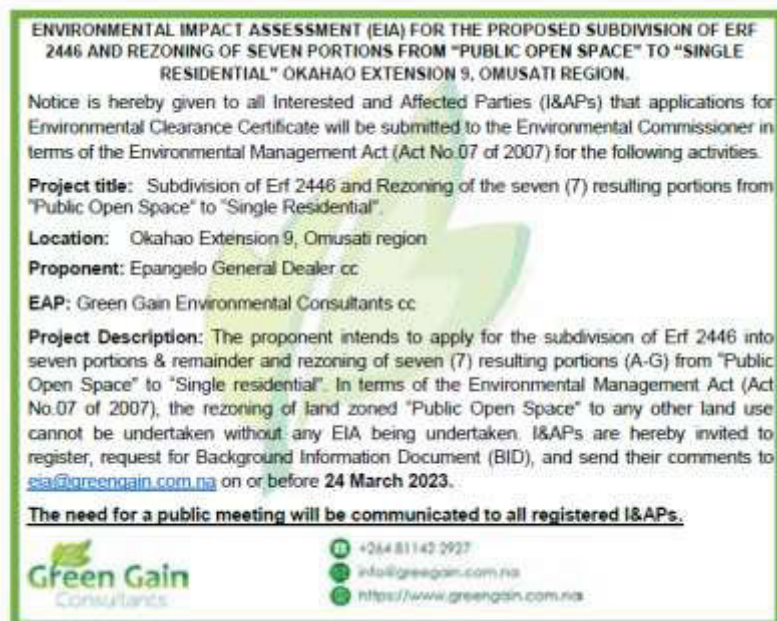 ENVIRONMENTAL IMPACT ASSESSMENT (EIA) FOR THE PROPOSED SUBDIVISION OF ERF
2446 AND REZONING OF SEVEN PORTIONS FROM "PUBLIC OPEN SPACE" TO "SINGLE
RESIDENTIAL" OKAHAO EXTENSION 9, OMUSATI REGION.
Notice is hereby given to all Interested and Affected Parties (I&APs) that applications for
Environmental Clearance Certificate will be submitted to the Environmental Commissioner in
terms of the Environmental Management Act (Act No.07 of 2007) for the following activities.
Project title: Subdivision of Erf 2446 and Rezoning of the seven (7) resulting portions from
"Public Open Space" to "Single Residential".
Location: Okahao Extension 9, Omusati region
Proponent: Epangelo General Dealer cc
EAP: Green Gain Environmental Consultants cc
Project Description: The proponent intends to apply for the subdivision of Erf 2446 into
seven portions & remainder and rezoning of seven (7) resulting portions (A-G) from "Public
Open Space" to "Single residential". In terms of the Environmental Management Act (Act
No.07 of 2007), the rezoning of land zoned "Public Open Space" to any other land use
cannot be undertaken without any EIA being undertaken. I&APs are hereby invited to
register, request for Background Information Document (BID), and send their comments to
eia@greengain.com.na on or before 24 March 2023.
The need for a public meeting will be communicated to all registered I&APs.
Green Gain
Consultants
+264 81142 2927
info@greegain.com.na
https://www.greengain.com.na